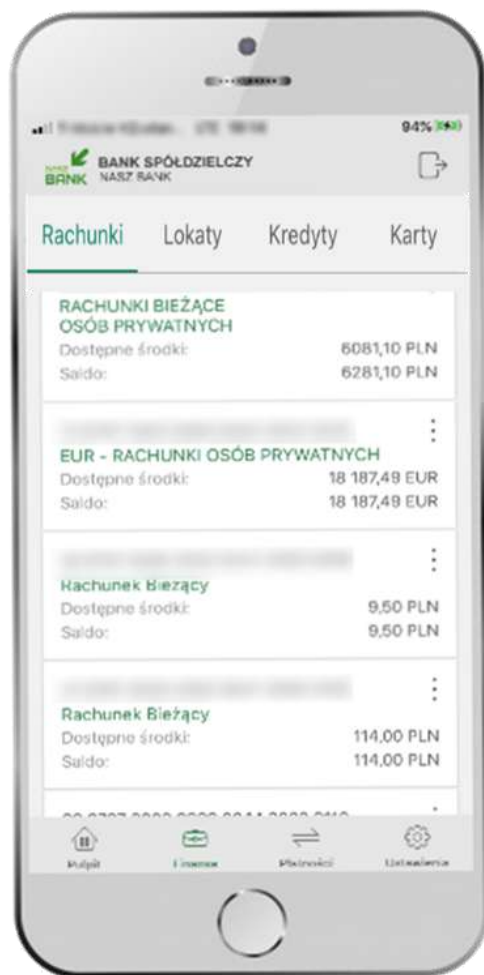 94%
NASZ BANK
BANK SPÓŁDZIELCZY
NASZ BANK
Rachunki Lokaty Kredyty Karty
RACHUNKI BIEŻĄCE
OSÓB PRYWATNYCH
Dostępne środki: 6081,10 PLN
Saldo: 6281,10 PLN
EUR - RACHUNKI OSÓB PRYWATNYCH
Dostępne środki: 18 187,49 EUR
Saldo: 18 187,49 EUR
Rachunek Bieżący
Dostępne środki: 9,50 PLN
Saldo: 9,50 PLN
Rachunek Bieżący
Dostępne środki: 114,00 PLN
Saldo: 114,00 PLN
Pulpit Finanse Płatności Ustawienia